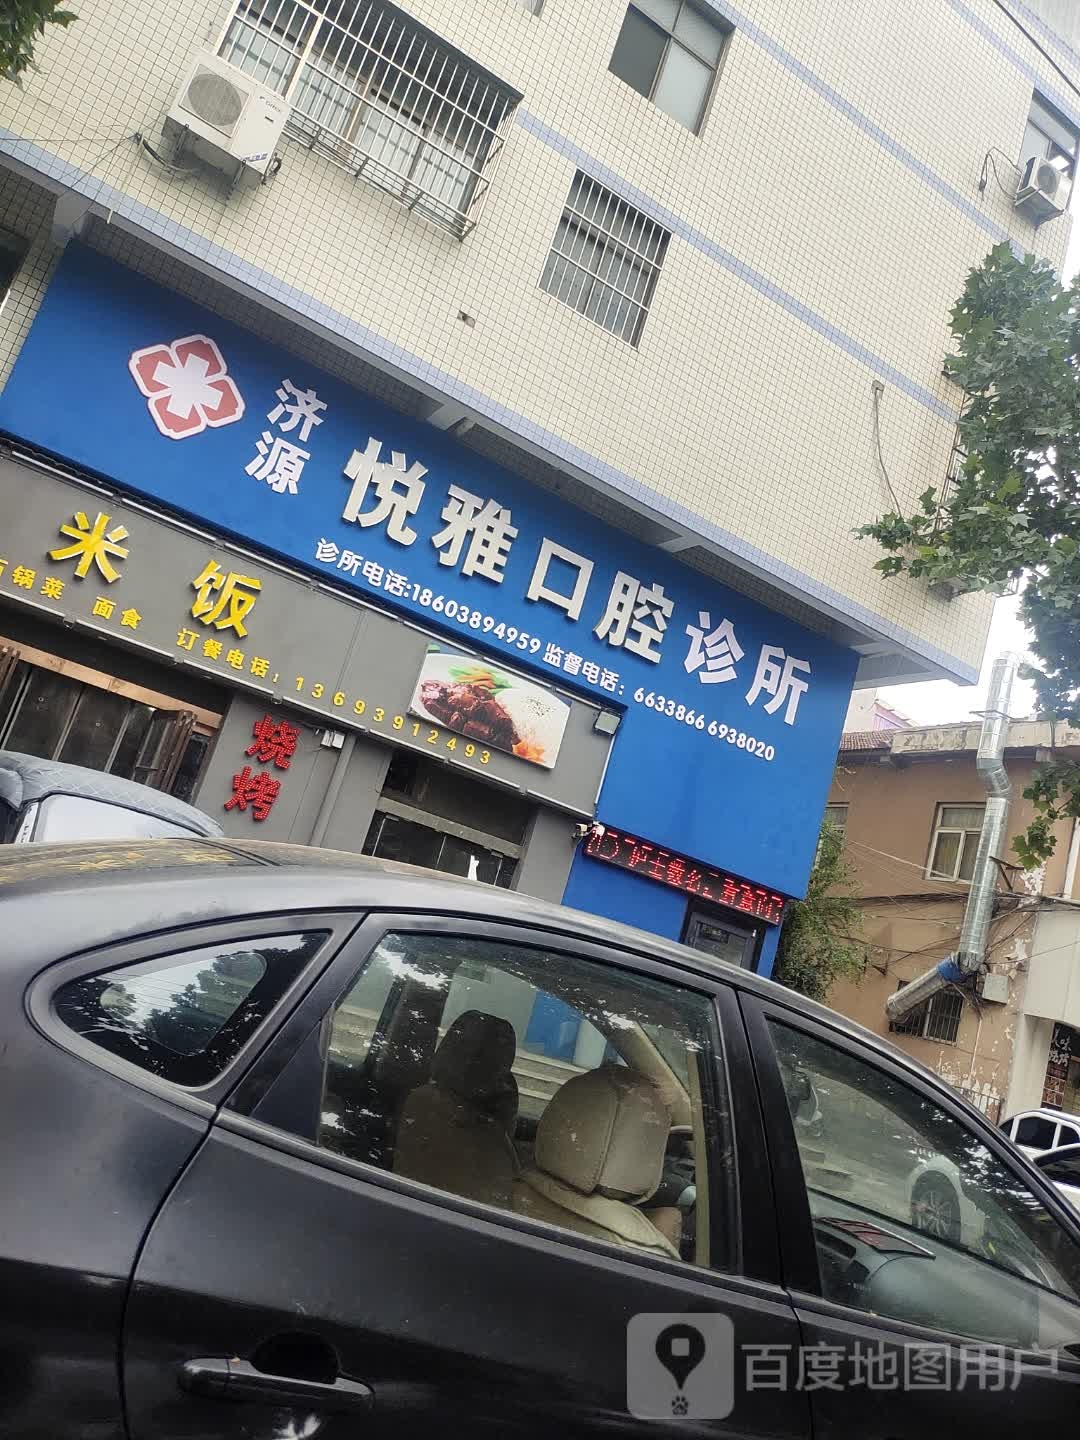 济源
悦雅口腔诊所
诊所电话:18603894959 监督电话：6633866 6938020
米饭
锅菜 面食 订餐电话：13693912493
烧烤
百度地图用户